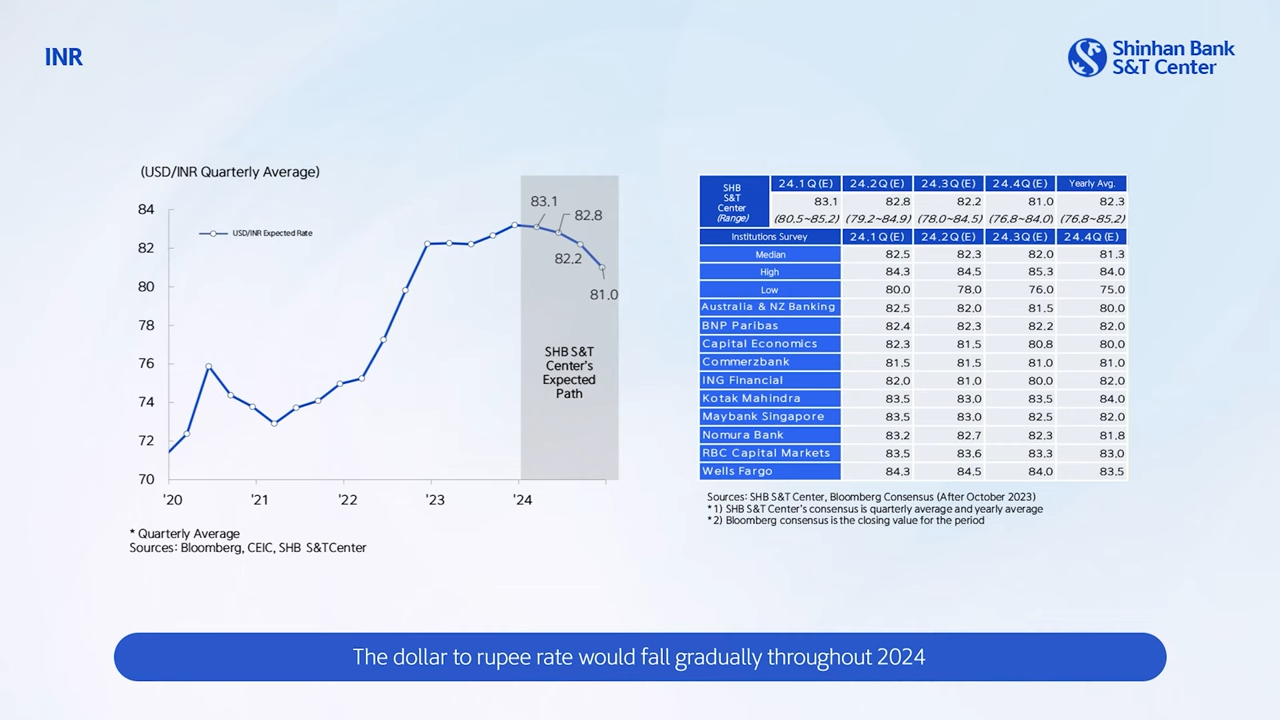 INR
Shinhan Bank
S&T Center
(USD/INR Quarterly Average)
84
82
80
78
76
74
72
70
USD/INR Expected Rate
83.1
82.8
82.2
81.0
SHB S&T
Center's
Expected
Path
'20 '21 '22 '23 '24
* Quarterly Average
Sources: Bloomberg, CEIC, SHB S&TCenter
SHB
S&T
Center
(Range)
24.1Q(E) 24.2Q(E) 24.3Q(E) 24.4Q(E) Yearly Avg.
83.1 82.8 82.2 81.0 82.3
(80.5~85.2) (79.2~84.9) (78.0~84.5) (76.8~84.0) (76.8~85.2)
Institutions Survey 24.1Q(E) 24.2Q(E) 24.3Q(E) 24.4Q(E)
Median 82.5 82.3 82.0 81.3
High 84.3 84.5 85.3 84.0
Low 80.0 78.0 76.0 75.0
Australia & NZ Banking 82.5 82.0 81.5 80.0
BNP Paribas 82.4 82.3 82.2 82.0
Capital Economics 82.3 81.5 80.8 80.0
Commerzbank 81.5 81.5 81.0 81.0
ING Financial 82.0 81.0 80.0 82.0
Kotak Mahindra 83.5 83.0 83.5 84.0
Maybank Singapore 83.5 83.0 82.5 82.0
Nomura Bank 83.2 82.7 82.3 81.8
RBC Capital Markets 83.5 83.6 83.3 83.0
Wells Fargo 84.3 84.5 84.0 83.5
Sources: SHB S&T Center, Bloomberg Consensus (After October 2023)
*1) SHB S&T Center's consensus is quarterly average and yearly average
*2) Bloomberg consensus is the closing value for the period
The dollar to rupee rate would fall gradually throughout 2024